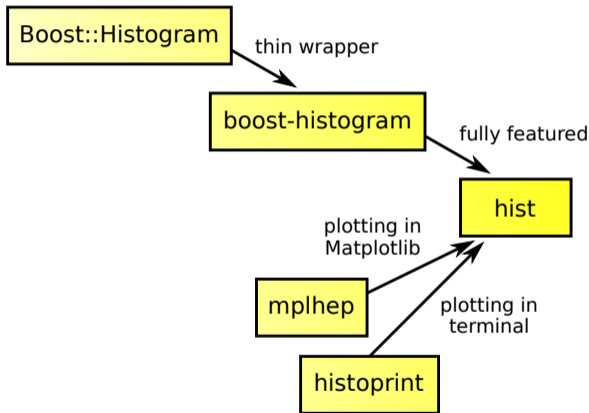 Boost::Histogram
thin wrapper
boost-histogram
fully featured
hist
plotting in
Matplotlib
mplhep
plotting in
terminal
histoprint